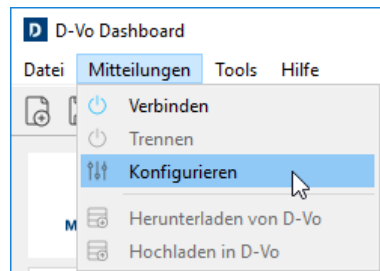 D D-Vo Dashboard
Datei Mitteilungen Tools Hilfe
Verbinden
Trennen
Konfigurieren
M
Herunterladen von D-Vo
Hochladen in D-Vo